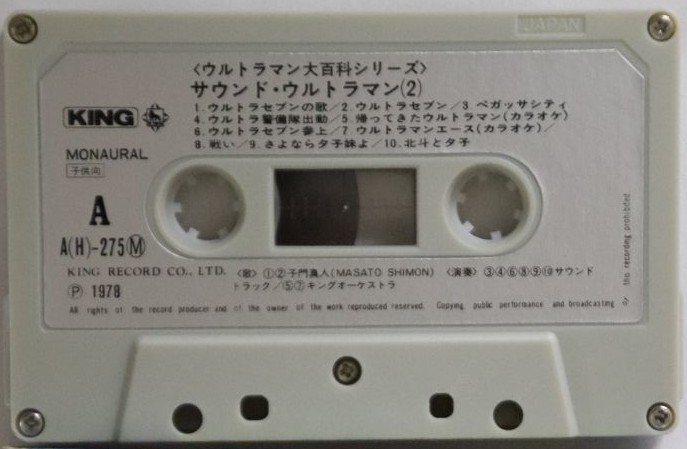 JAPAN
〈ウルトラマン大百科シリーズ〉
サウンド・ウルトラマン(2)
1.ウルトラセブンの歌/2.ウルトラセブン/3.ペガッサシティ
4.ウルトラ警備隊出動/5.帰ってきたウルトラマン(カラオケ)
6.ウルトラセブン参上/7.ウルトラマンエース(カラオケ)/
8.戦い/9.さよなら夕子妹よ/10.北斗と夕子
KING
MONAURAL
子供向
A
A(H)-275Ⓜ
KING RECORD CO., LTD.
Ⓟ 1978
〈歌〉①②子門真人(MASATO SHIMON) 〈演奏〉③④⑥⑧⑨⑩サウンド
トラック/⑤⑦キングオーケストラ
All rights of the record producer and of the owner of the work reproduced reserved. Copying, public performance and broadcasting
of this recording prohibited